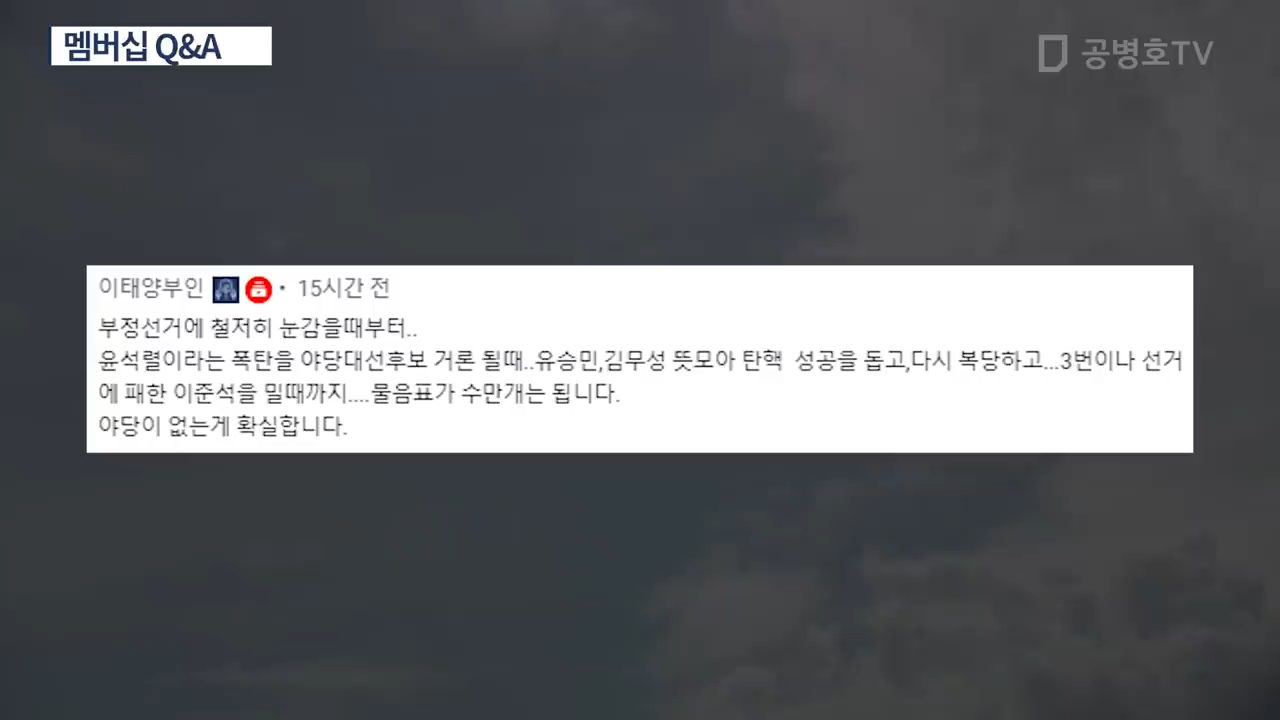 멤버십 Q&A
공병호TV
이태양부인 • 15시간 전
부정선거에 철저히 눈감을때부터..
윤석렬이라는 폭탄을 야당대선후보 거론 될때..유승민,김무성 뜻모아 탄핵 성공을 돕고,다시 복당하고...3번이나 선거
에 패한 이준석을 밀때까지....물음표가 수만개는 됩니다.
야당이 없는게 확실합니다.